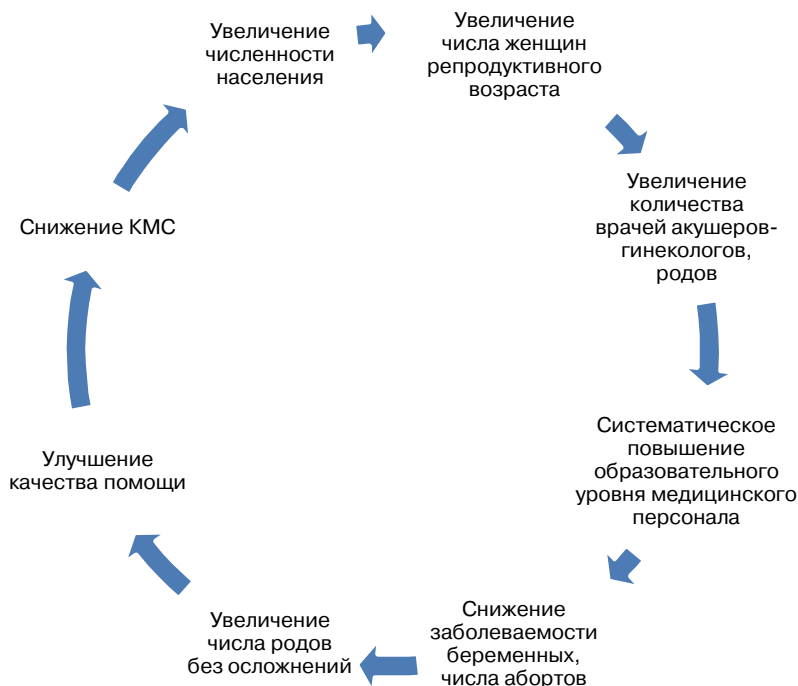 Увеличение
численности
населения
Увеличение
числа женщин
репродуктивного
возраста
Увеличение
количества
врачей акушеров-
гинекологов,
родов
Систематическое
повышение
образовательного
уровня медицинского
персонала
Снижение
заболеваемости
беременных,
числа абортов
Увеличение
числа родов
без осложнений
Улучшение
качества помощи
Снижение КМС